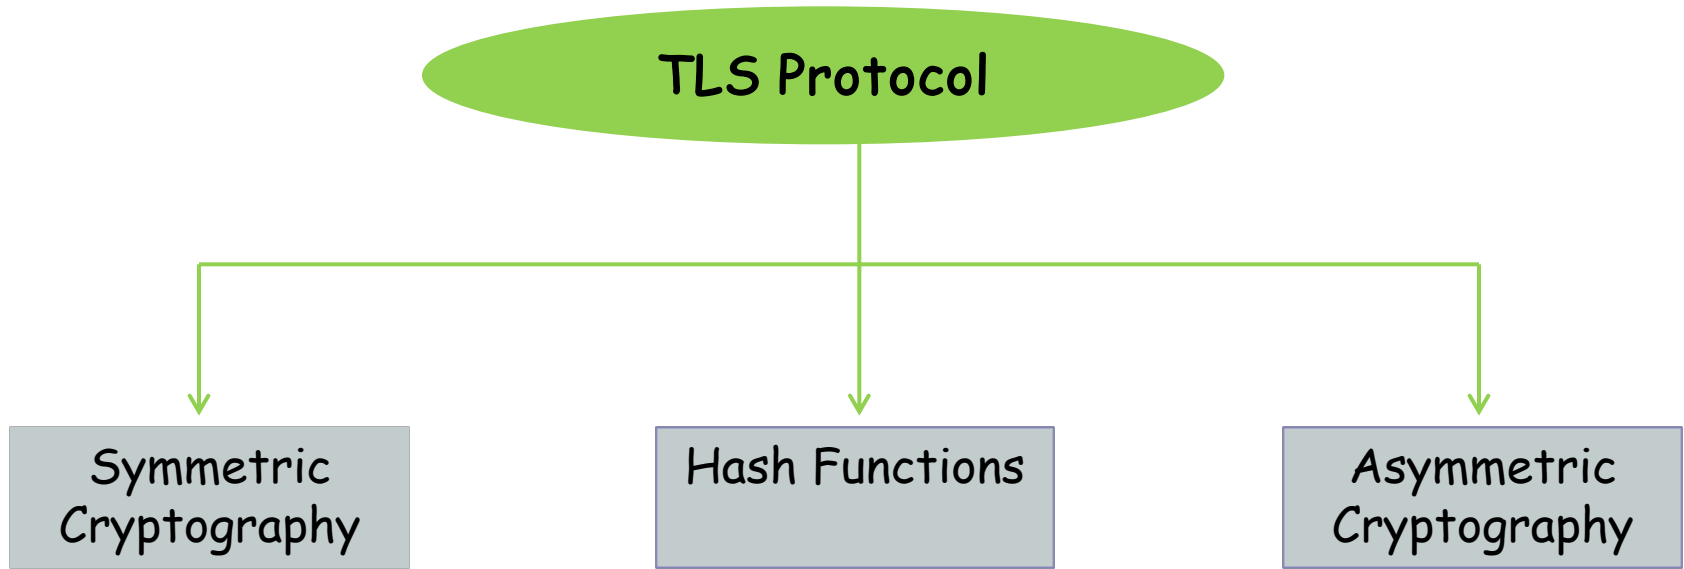 TLS Protocol
Symmetric
Cryptography
Hash Functions
Asymmetric
Cryptography